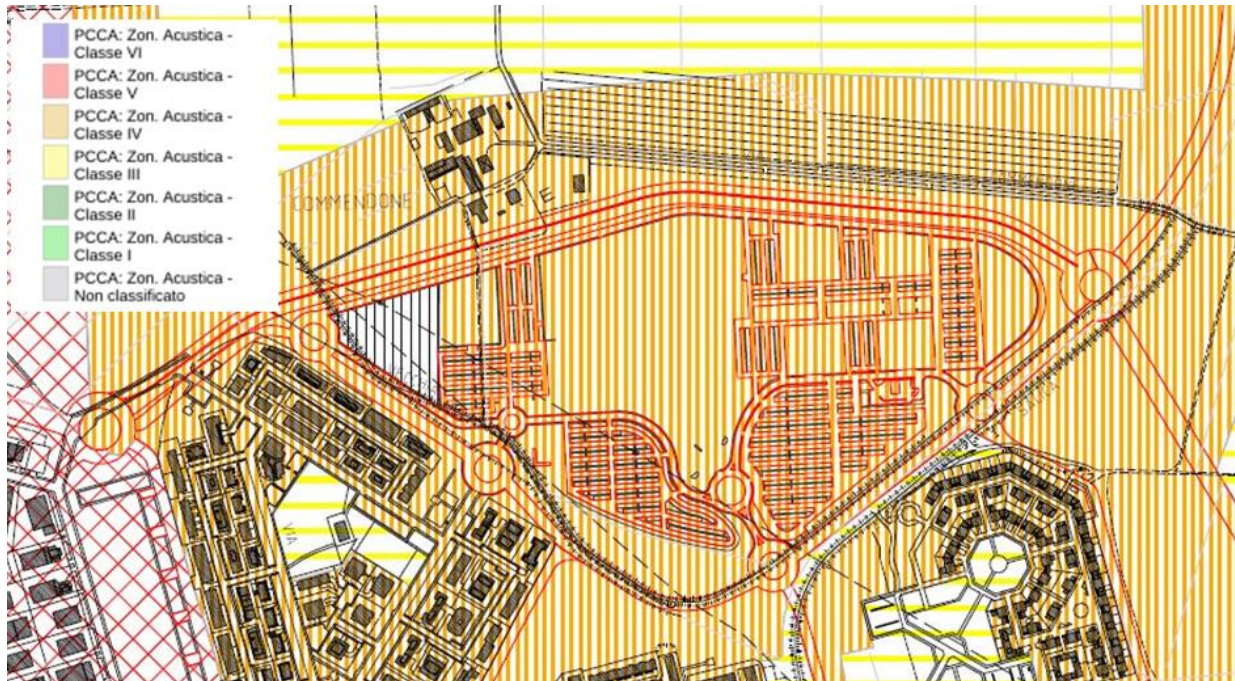 PCCA: Zon. Acustica -
Classe VI
PCCA: Zon. Acustica -
Classe V
PCCA: Zon. Acustica -
Classe IV
PCCA: Zon. Acustica -
Classe III
PCCA: Zon. Acustica -
Classe II
PCCA: Zon. Acustica -
Classe I
PCCA: Zon. Acustica -
Non classificato
COMMENDONE
E
VIA